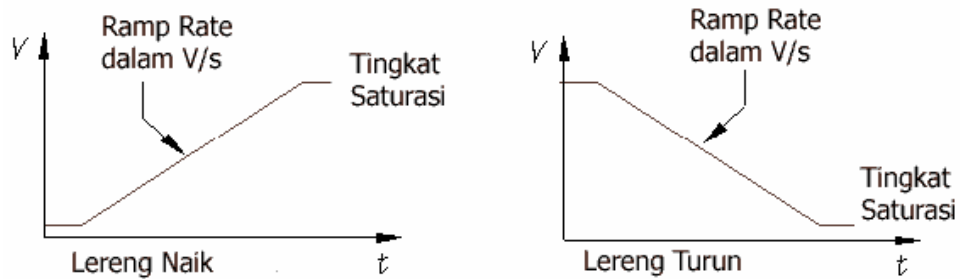 V
Ramp Rate
dalam V/s
Tingkat
Saturasi
Lereng Naik
t
V
Ramp Rate
dalam V/s
Tingkat
Saturasi
Lereng Turun
t